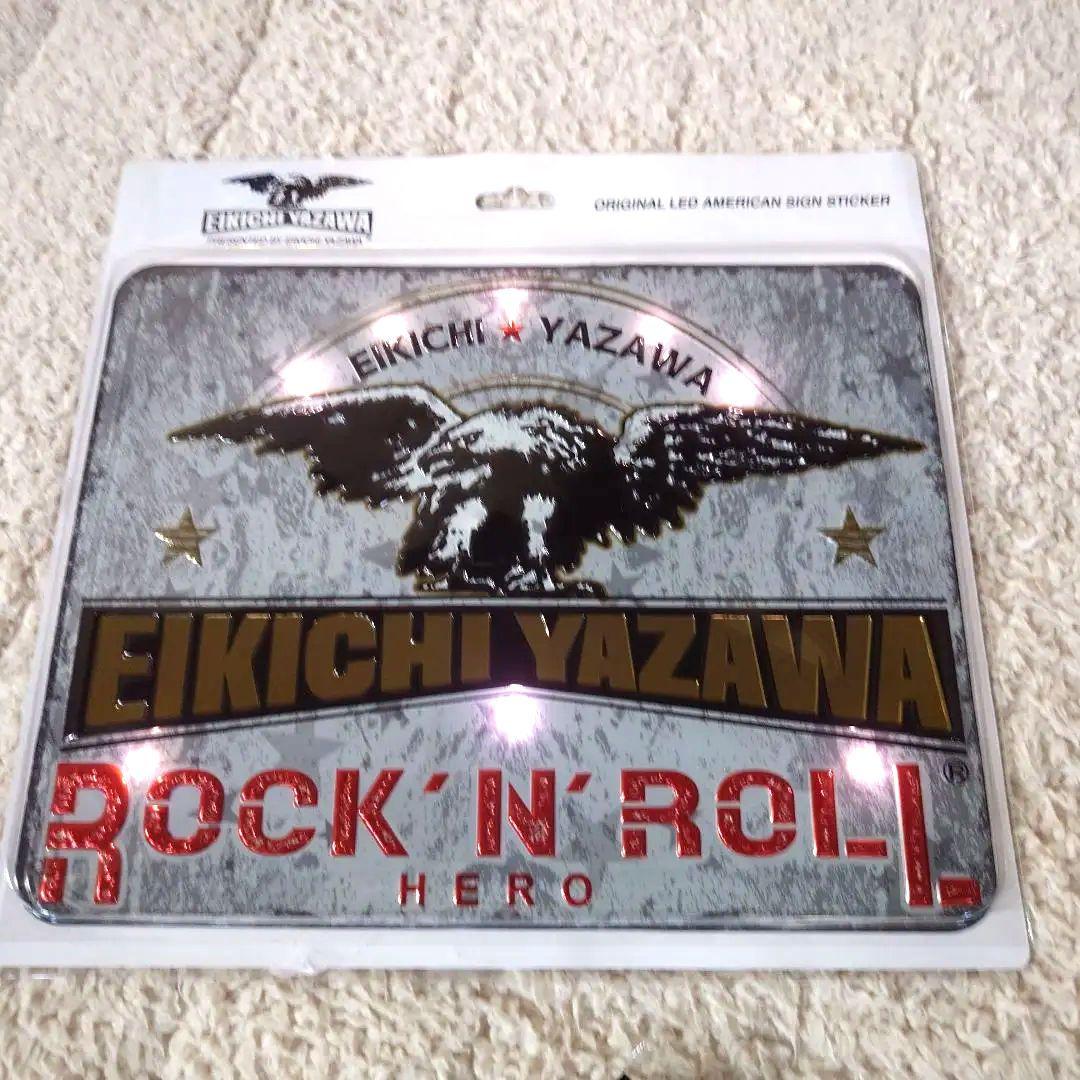 EIKICHI YAZAWA
ORIGINAL LED AMERICAN SIGN STICKER
EIKICHI ★ YAZAWA
EIKICHI YAZAWA
ROCK'N'ROLL ®
HERO